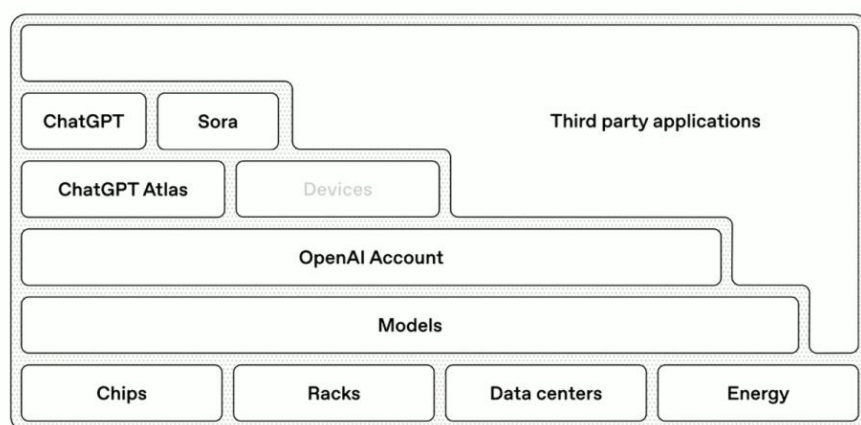 ChatGPT Sora Third party applications
ChatGPT Atlas Devices
OpenAI Account
Models
Chips Racks Data centers Energy